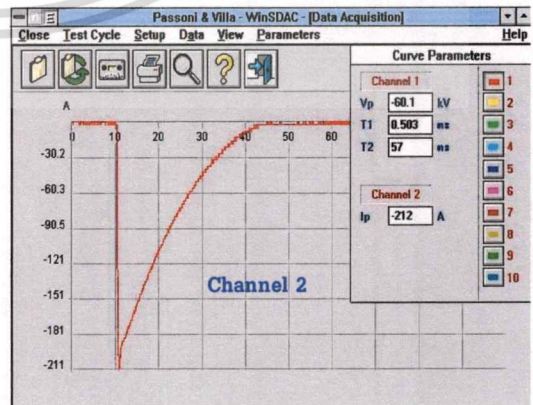 Passoni & Villa - WinSDAC - [Data Acquisition]
Close Test Cycle Setup Data View Parameters Help
Curve Parameters
Channel 1
Vp -60.1 kV
T1 0.503 ms
T2 57 ms
Channel 2
Ip -212 A
1
2
3
4
5
6
7
8
9
10
A
0 10 20 30 40 50 60
-30.2
-60.3
-90.5
-121
-151
-181
-211
Channel 2